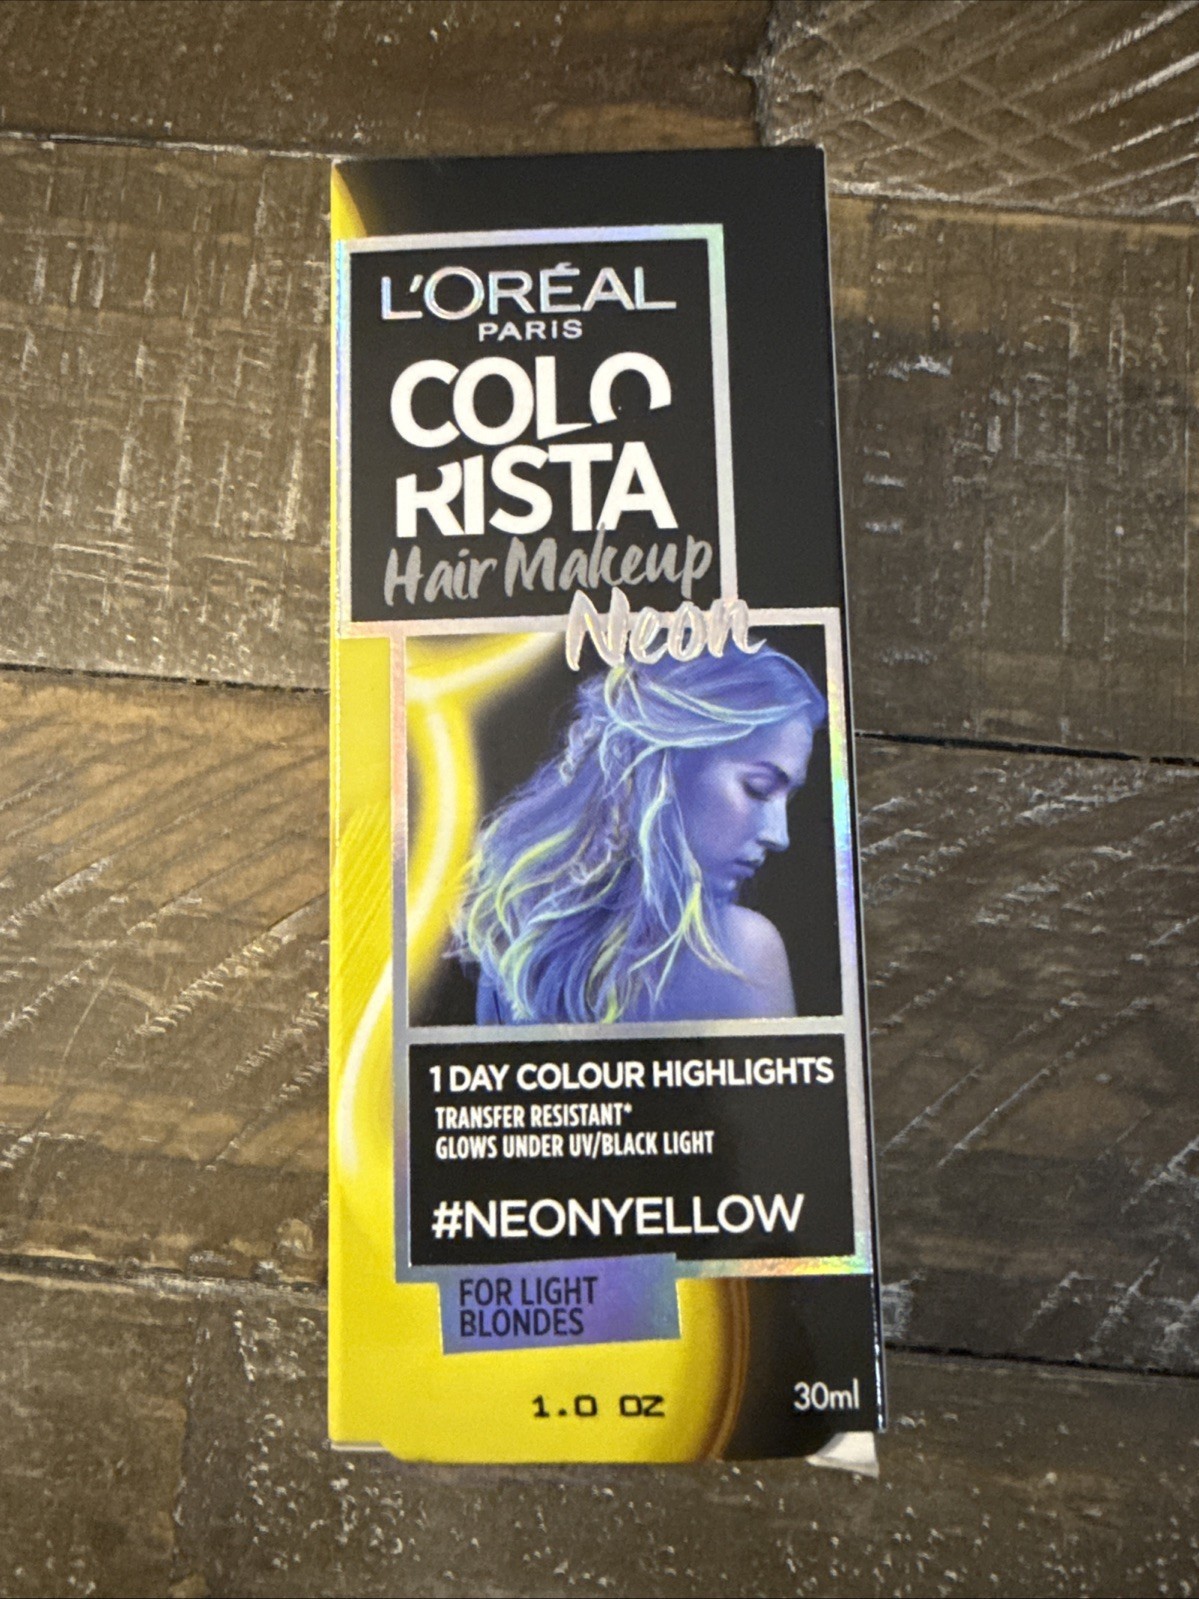 L'ORÉAL
PARIS
COLO
RISTA
Hair Makeup
Neon
1 DAY COLOUR HIGHLIGHTS
TRANSFER RESISTANT*
GLOWS UNDER UV/BLACK LIGHT
#NEONYELLOW
FOR LIGHT
BLONDES
1.0 OZ
30ml